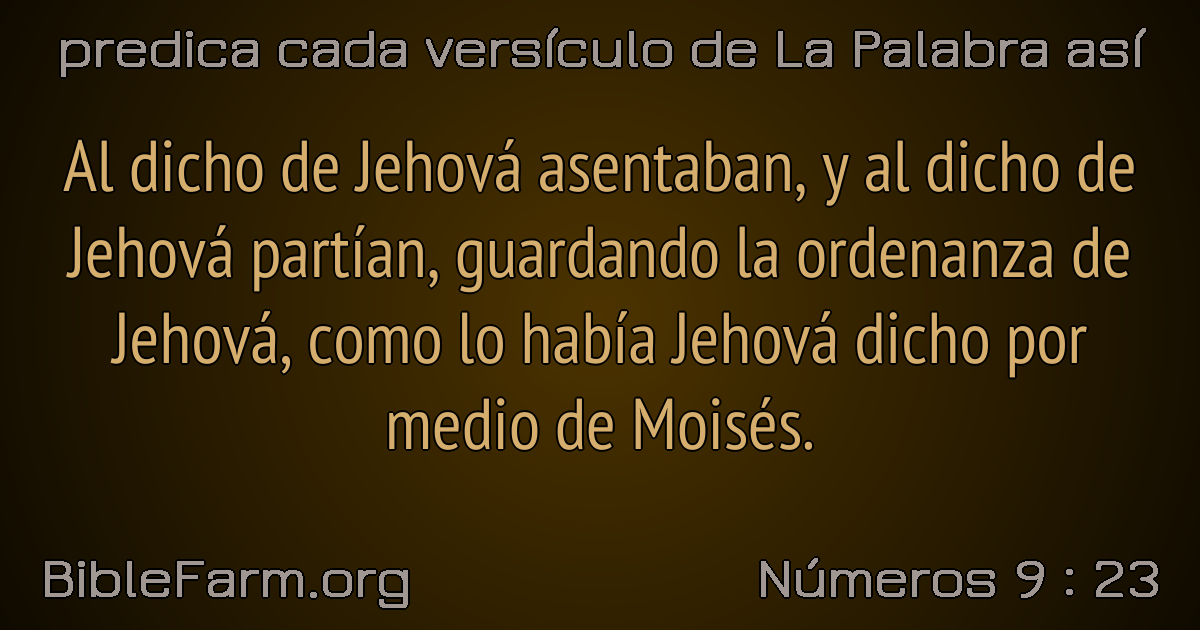 predica cada versículo de La Palabra así
Al dicho de Jehová asentaban, y al dicho de
Jehová partían, guardando la ordenanza de
Jehová, como lo había Jehová dicho por
medio de Moisés.
BibleFarm.org
Números 9 : 23